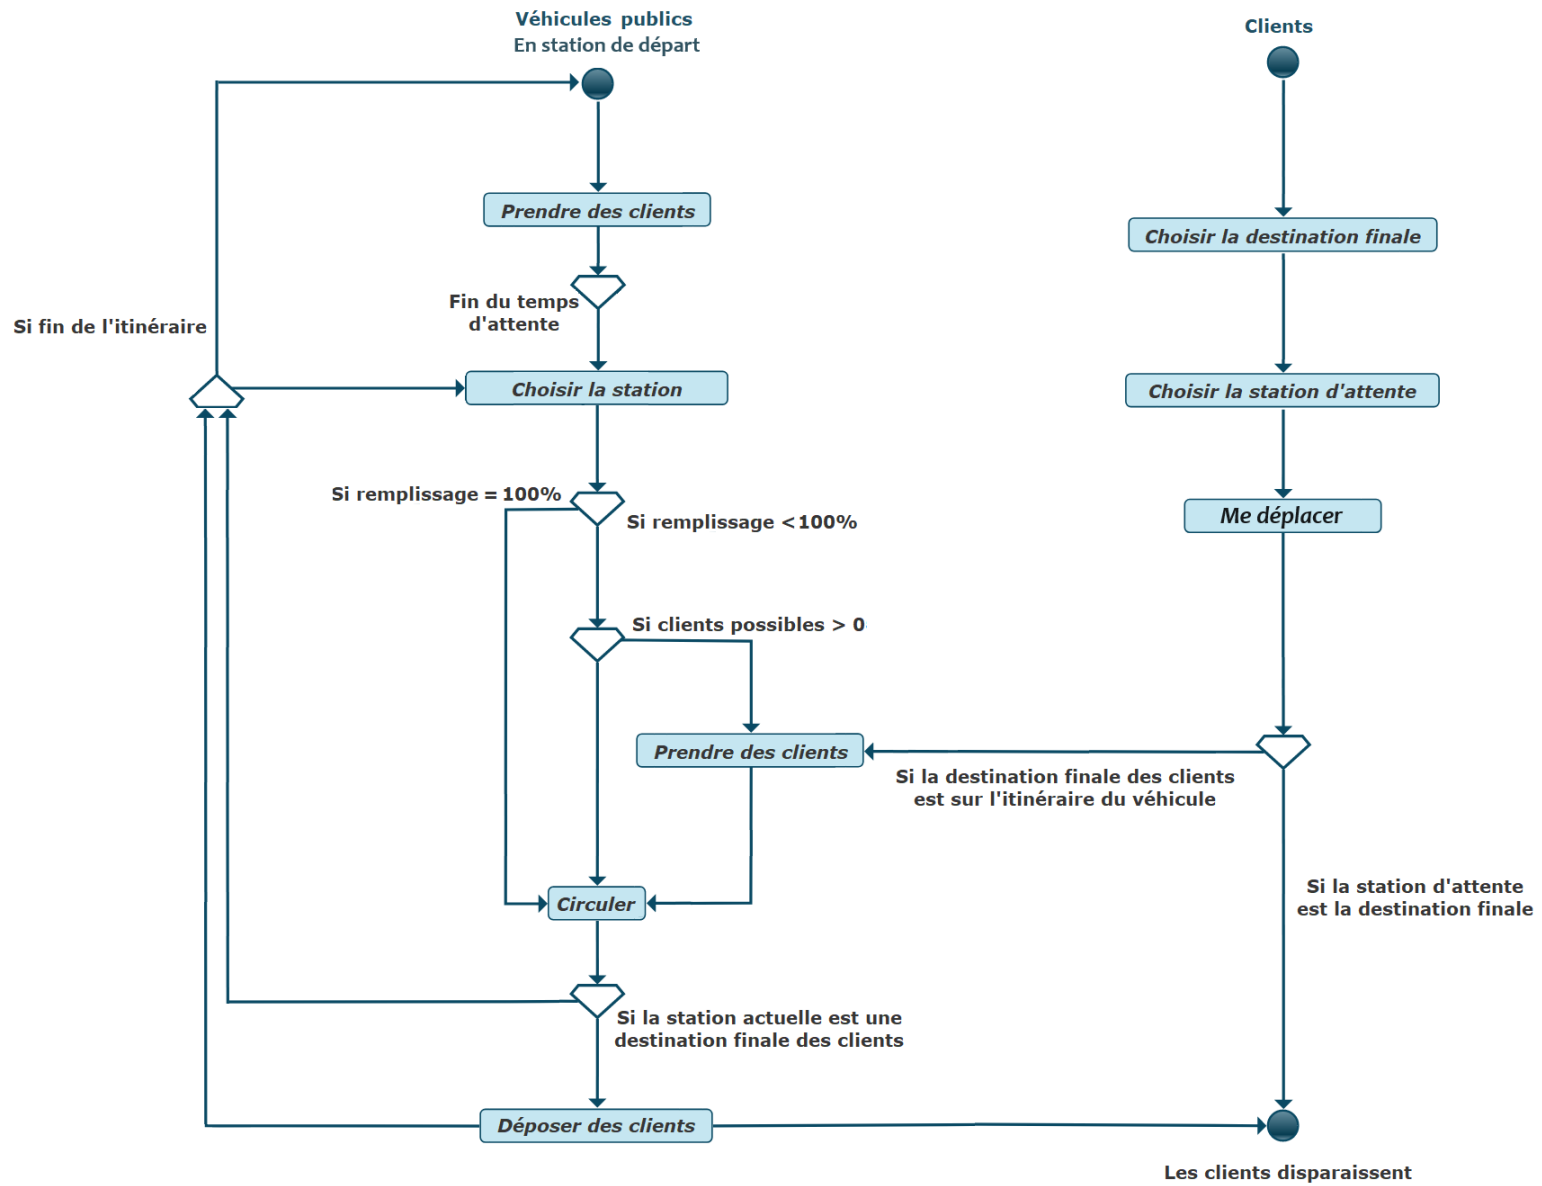 Véhicules publics
En station de départ
Clients
Prendre des clients
Choisir la destination finale
Fin du temps
d'attente
Si fin de l'itinéraire
Choisir la station
Choisir la station d'attente
Si remplissage = 100%
Si remplissage < 100%
Me déplacer
Si clients possibles > 0
Prendre des clients
Si la destination finale des clients
est sur l'itinéraire du véhicule
Si la station d'attente
est la destination finale
Circuler
Si la station actuelle est une
destination finale des clients
Déposer des clients
Les clients disparaissent